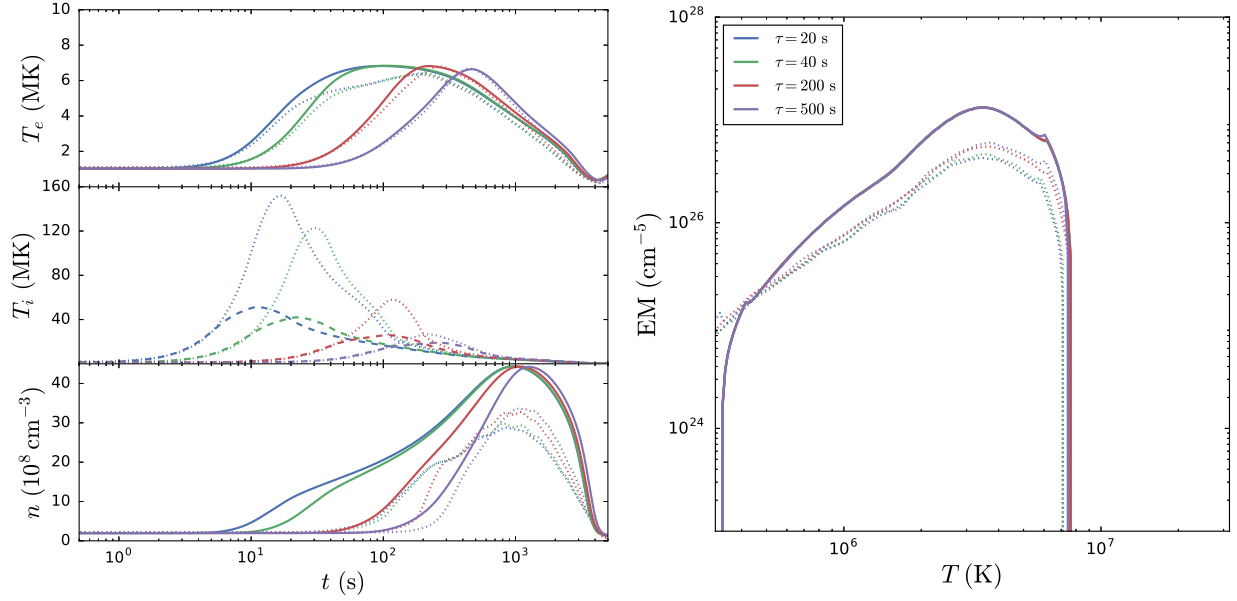 10
8
6
4
2
T_e (MK)
160
120
80
40
T_i (MK)
40
30
20
10
0
n (10^8 cm^−3)
10^0
10^1
10^2
10^3
t (s)
10^28
10^26
10^24
EM (cm^−5)
τ = 20 s
τ = 40 s
τ = 200 s
τ = 500 s
10^6
10^7
T (K)